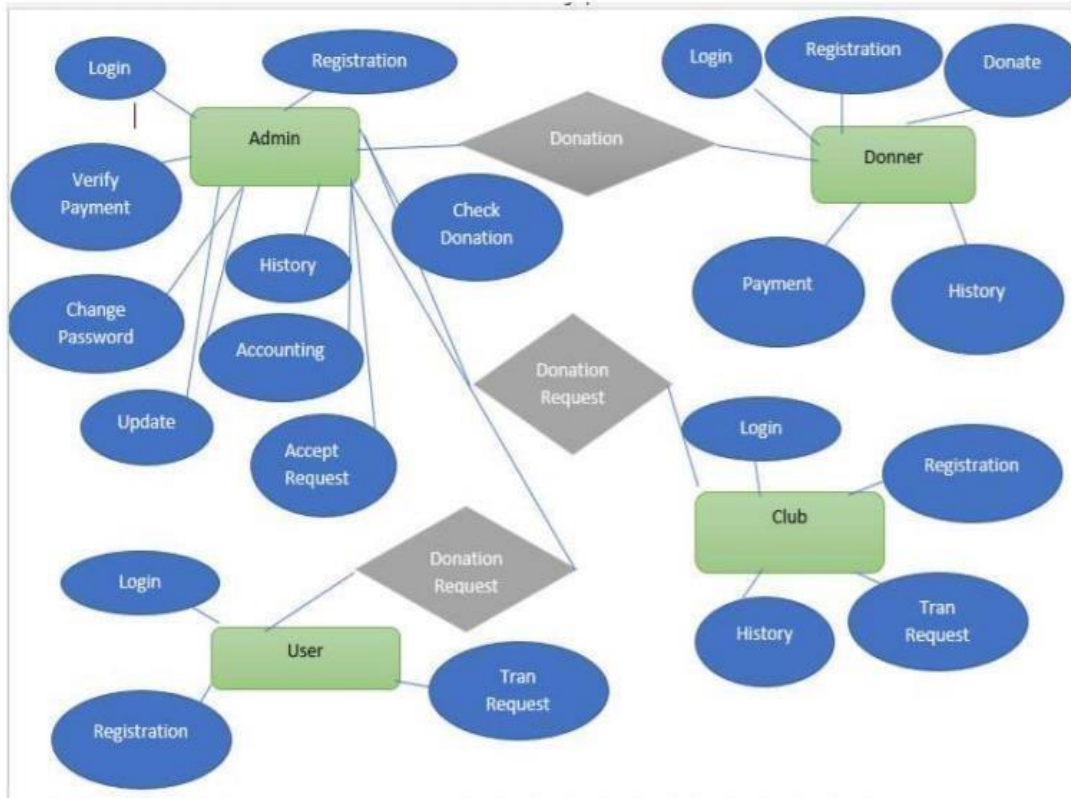 Login
Registration
Admin
Verify
Payment
Change
Password
History
Accounting
Update
Accept
Request
Check
Donation
Donation
Login
Registration
Donate
Donner
Payment
History
Donation
Request
Login
Registration
Club
History
Tran
Request
Donation
Request
Login
User
Registration
Tran
Request